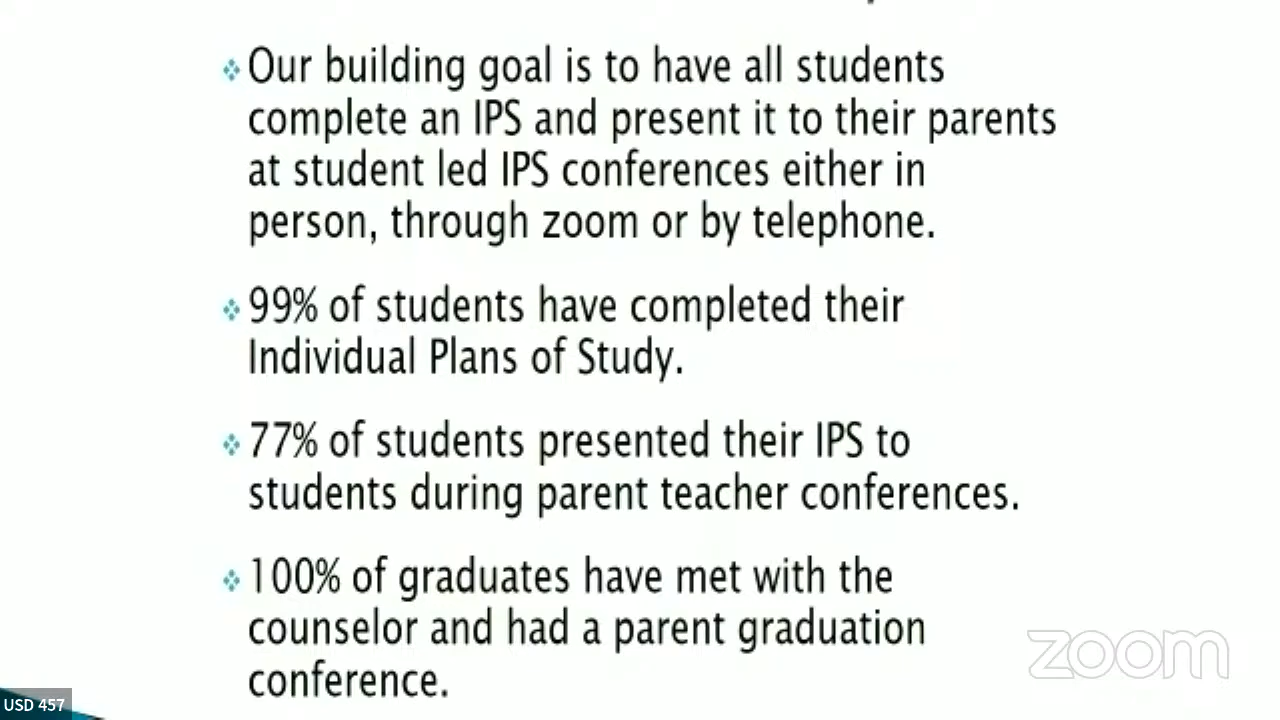 Our building goal is to have all students
complete an IPS and present it to their parents
at student led IPS conferences either in
person, through zoom or by telephone.
99% of students have completed their
Individual Plans of Study.
77% of students presented their IPS to
students during parent teacher conferences.
100% of graduates have met with the
counselor and had a parent graduation
conference.
zoom
USD 457